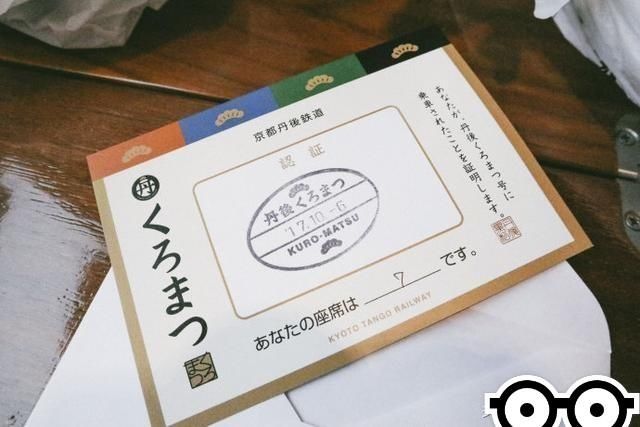 京都丹後鉄道
認証
丹後くろまつ
'17.10.-6
KURO-MATSU
あなたが、丹後くろまつ号に
乗車されたことを証明します。
丹
くろまつ
あなたの座席は 7 です。
KYOTO TANGO RAILWAY